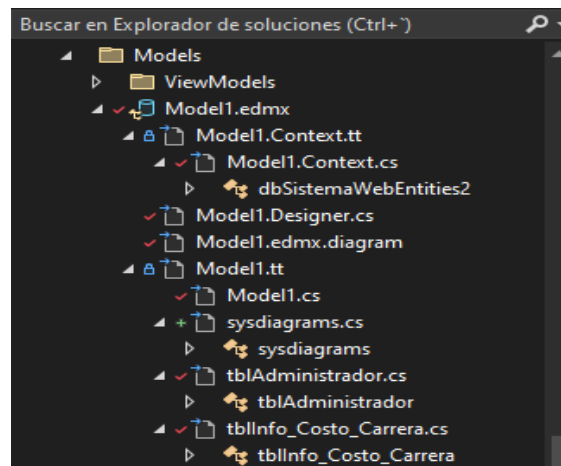 Buscar en Explorador de soluciones (Ctrl+`)
Models
ViewModels
Model1.edmx
Model1.Context.tt
Model1.Context.cs
dbSistemaWebEntities2
Model1.Designer.cs
Model1.edmx.diagram
Model1.tt
Model1.cs
sysdiagrams.cs
sysdiagrams
tblAdministrador.cs
tblAdministrador
tblInfo_Costo_Carrera.cs
tblInfo_Costo_Carrera